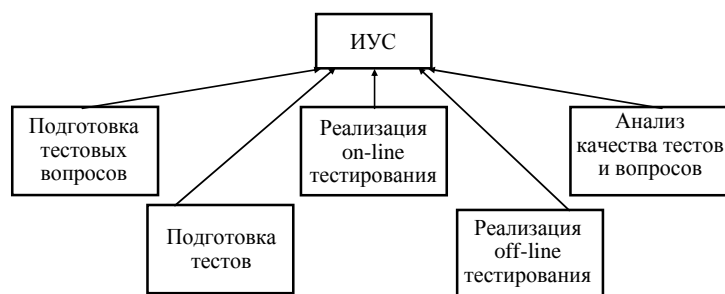 ИУС
Подготовка
тестовых
вопросов
Реализация
on-line
тестирования
Анализ
качества тестов
и вопросов
Подготовка
тестов
Реализация
off-line
тестирования